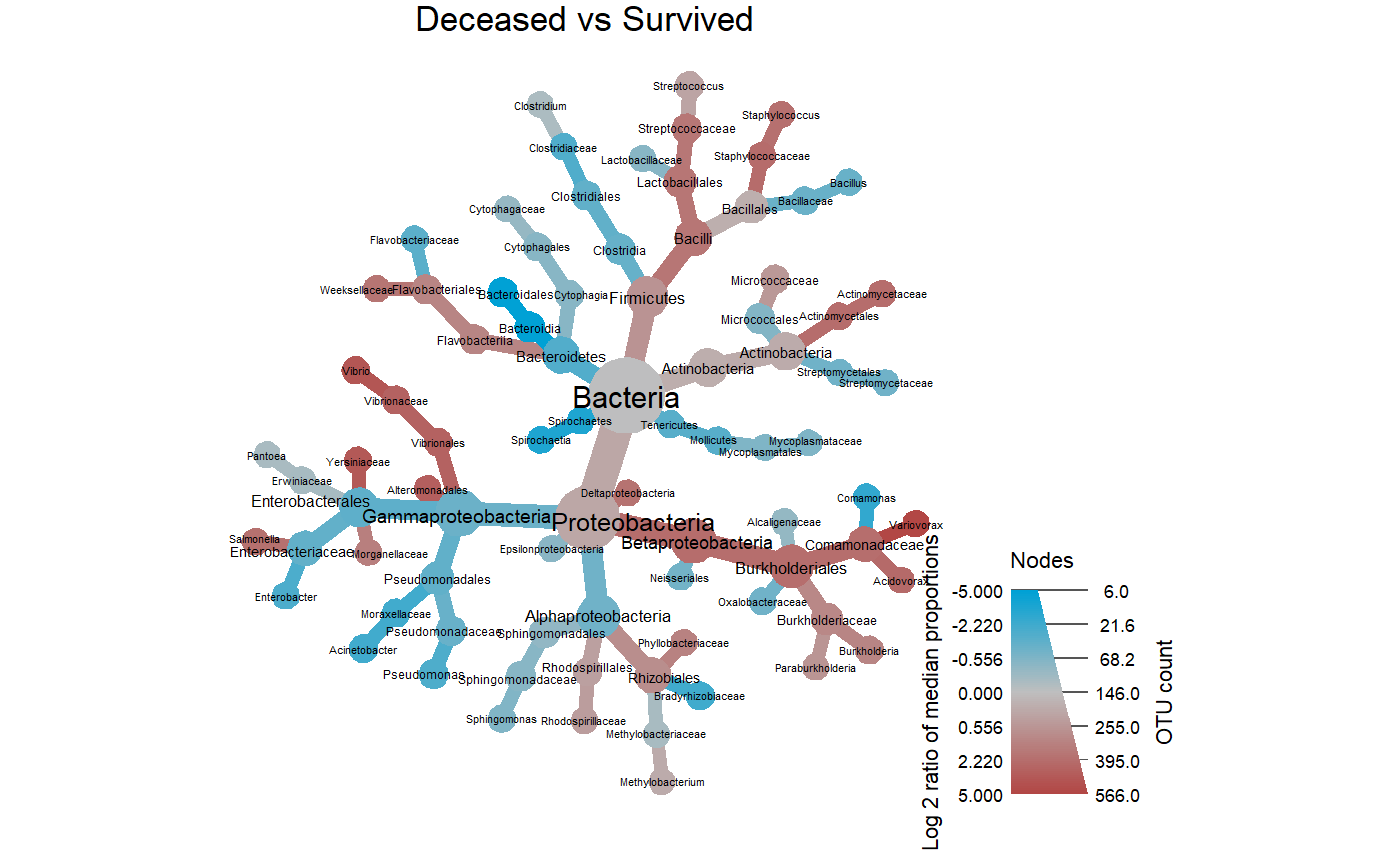 Deceased vs Survived
Streptococcus
Clostridium
Staphylococcus
Streptococcaceae
Clostridiaceae
Lactobacillaceae
Staphylococcaceae
Lactobacillales
Bacillus
Clostridiales
Bacillaceae
Cytophagaceae
Bacillales
Flavobacteriaceae
Bacilli
Cytophagales
Clostridia
Micrococcaceae
Weeksellaceae
Flavobacteriales
Bacteroidales
Cytophagia
Firmicutes
Actinomycetaceae
Actinomycetales
Micrococcales
Bacteroidia
Flavobacteriia
Bacteroidetes
Actinobacteria
Actinobacteria
Vibrio
Streptomycetales
Streptomycetaceae
Bacteria
Vibrionaceae
Spirochaetes
Tenericutes
Spirochaetia
Mollicutes
Mycoplasmataceae
Vibrionales
Mycoplasmatales
Pantoea
Yersiniaceae
Erwiniaceae
Alteromonadales
Deltaproteobacteria
Comamonas
Enterobacterales
Gammaproteobacteria
Proteobacteria
Alcaligenaceae
Variovorax
Salmonella
Betaproteobacteria
Comamonadaceae
Enterobacteriaceae
Morganellaceae
Epsilonproteobacteria
Burkholderiales
Pseudomonadales
Neisseriales
Acidovorax
Enterobacter
Oxalobacteraceae
Moraxellaceae
Alphaproteobacteria
Burkholderiaceae
Pseudomonadaceae
Sphingomonadales
Phyllobacteriaceae
Acinetobacter
Burkholderia
Rhodospirillales
Paraburkholderia
Pseudomonas
Sphingomonadaceae
Rhizobiales
Bradyrhizobiaceae
Sphingomonas
Rhodospirillaceae
Methylobacteriaceae
Methylobacterium
Nodes
-5.000 6.0
-2.220 21.6
-0.556 68.2
0.000 146.0
0.556 255.0
2.220 395.0
5.000 566.0
Log 2 ratio of median proportions
OTU count